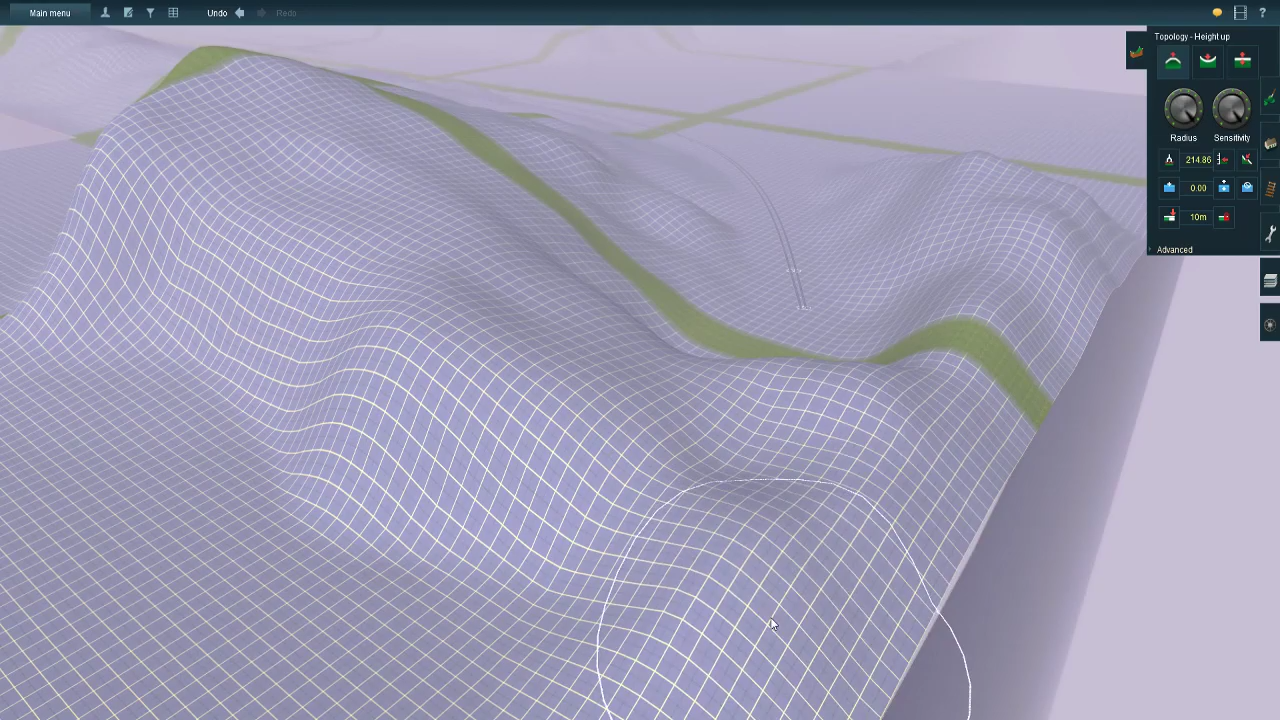 Main menu
Undo
Redo
?
Topology - Height up
Radius
Sensitivity
214.86
0.00
10m
Advanced